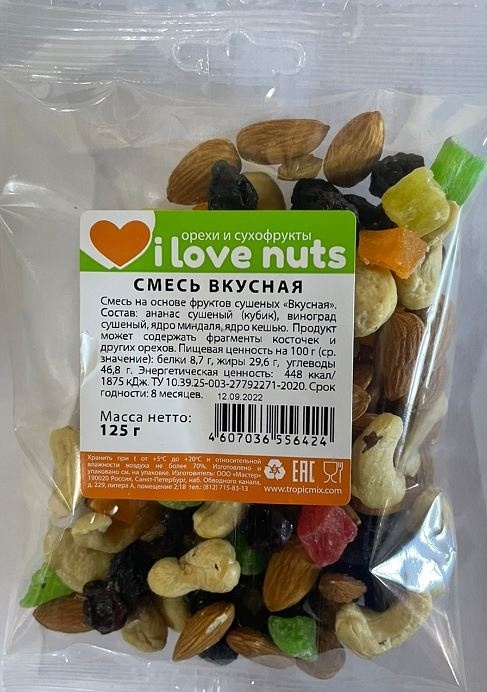 орехи и сухофрукты
i love nuts
СМЕСЬ ВКУСНАЯ
Смесь на основе фруктов сушеных «Вкусная».
Состав: ананас сушеный (кубик), виноград
сушеный, ядро миндаля, ядро кешью. Продукт
может содержать фрагменты косточек и
других орехов. Пищевая ценность на 100 г (ср.
значение): белки 8,7 г, жиры 29,6 г, углеводы
46,8 г. Энергетическая ценность: 448 ккал/
1875 кДж. ТУ 10.39.25-003-27792271-2020. Срок
годности: 8 месяцев. 12.09.2022
Масса нетто:
125 г
4607036556424
Хранить при t от +5°С до +20°С и относительной
влажности воздуха не более 70%. Изготовлено и
упаковано см. на упаковке. Изготовитель: ООО «Мастер»
190020 Россия, Санкт-Петербург, наб. Обводного канала,
д. 229, литера А, помещение 2;18 тел.: (812) 715-83-13
EAC
www.tropicmix.com